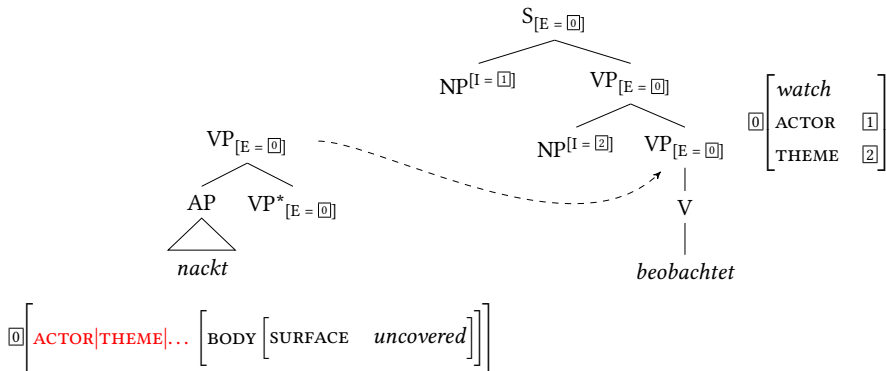 S[E = 0]
NP[I = 1] VP[E = 0]
NP[I = 2] VP[E = 0]
V
beobachtet
0 [watch
ACTOR 1
THEME 2]
VP[E = 0]
AP VP*[E = 0]
nackt
0 [ACTOR|THEME|... [BODY [SURFACE uncovered]]]